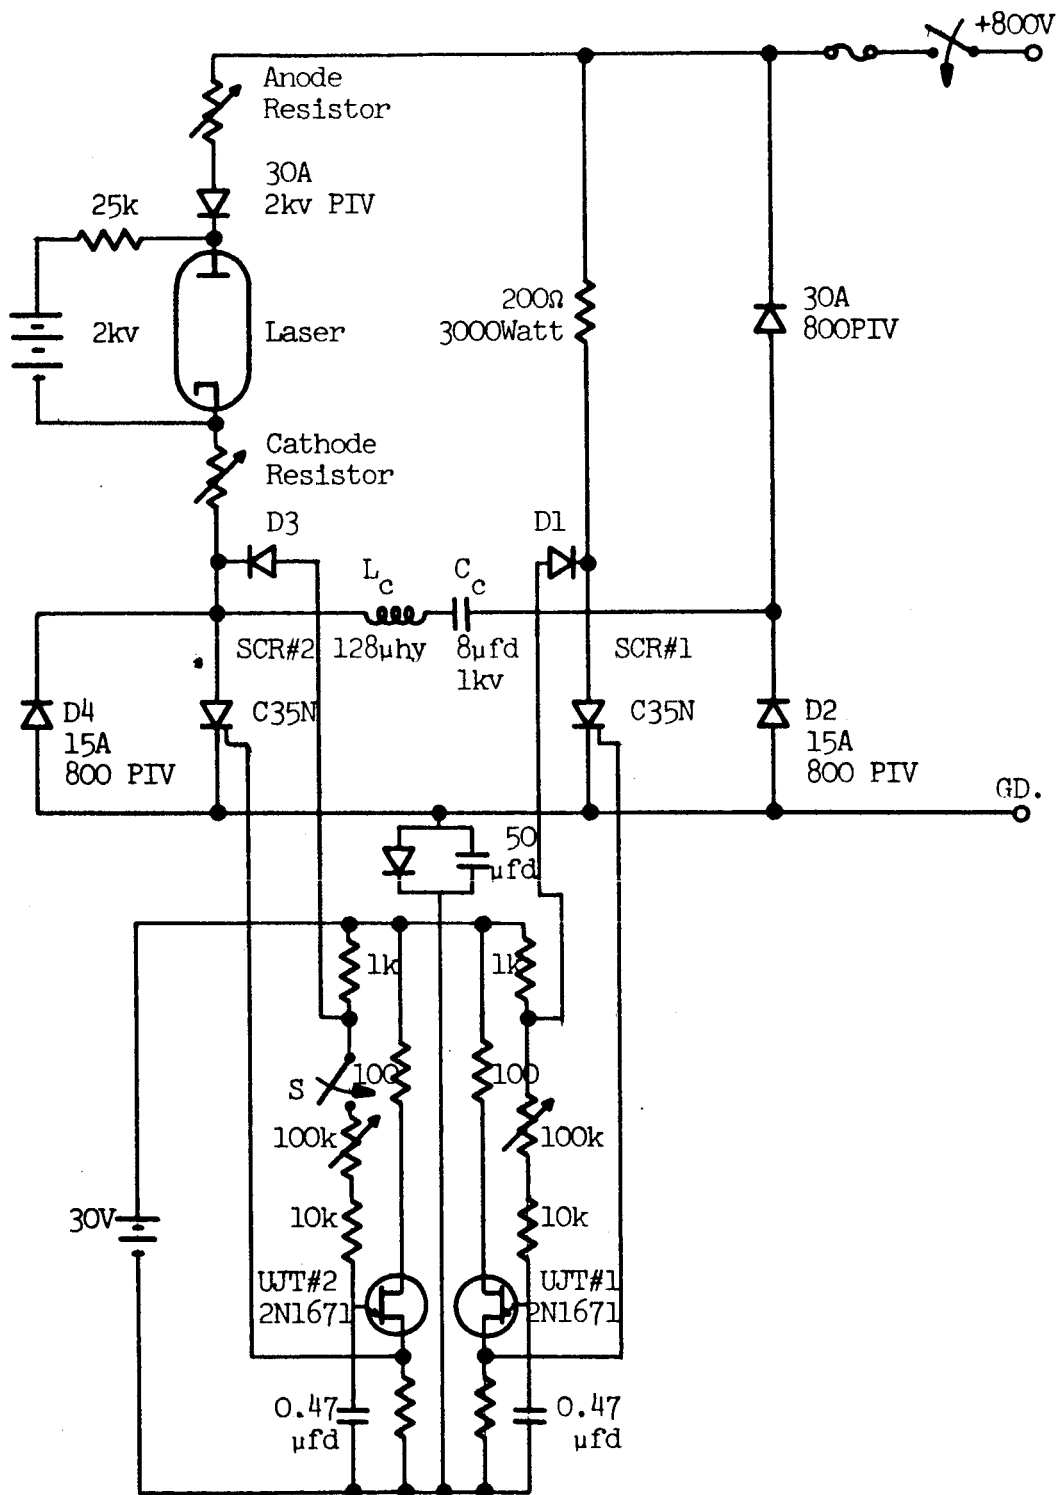 +800V
Anode
Resistor
30A
2kv PIV
25k
2kv
Laser
200Ω
3000Watt
30A
800PIV
Cathode
Resistor
D3
D1
Lc
Cc
SCR#2
128µhy
8µfd
1kv
SCR#1
D4
15A
800 PIV
C35N
C35N
D2
15A
800 PIV
GD.
50
µfd
1k
1k
S
100
100
100k
100k
10k
10k
30V
UJT#2
2N1671
UJT#1
2N1671
0.47
µfd
0.47
µfd